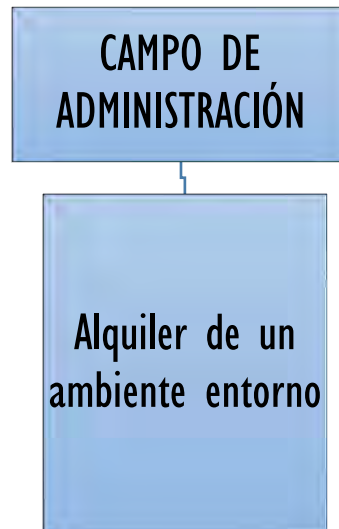 CAMPO DE
ADMINISTRACIÓN
Alquiler de un
ambiente entorno